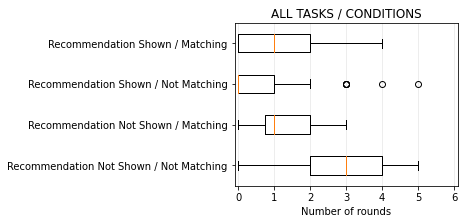 ALL TASKS / CONDITIONS
Recommendation Shown / Matching
Recommendation Shown / Not Matching
Recommendation Not Shown / Matching
Recommendation Not Shown / Not Matching
0 1 2 3 4 5 6
Number of rounds